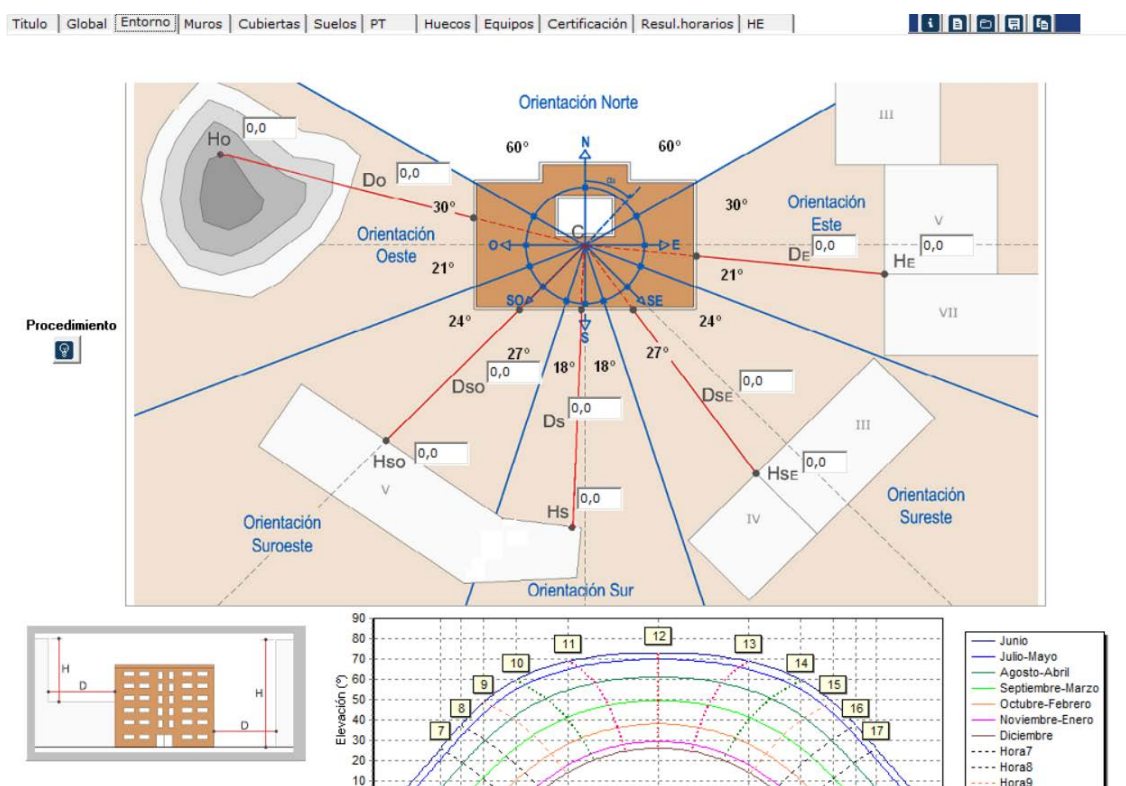 Titulo Global Entorno Muros Cubiertas Suelos PT Huecos Equipos Certificación Resul.horarios HE
Orientación Norte
III
Ho 0,0
N
60° 60°
Do 0,0
α
30° 30°
Orientación
Oeste
Orientación
Este
V
C
O E
DE 0,0
HE 0,0
21° 21°
SO SE
S
VII
Procedimiento
24° 24°
27° 18° 18° 27°
Dso 0,0
DSE 0,0
Ds 0,0
III
Hso 0,0
HSE 0,0
V
Hs 0,0
IV
Orientación
Suroeste
Orientación
Sureste
Orientación Sur
H
D
H
D
Elevación (°)
90
80
70
60
50
40
30
20
10
7
8
9
10
11
12
13
14
15
16
17
Junio
Julio-Mayo
Agosto-Abril
Septiembre-Marzo
Octubre-Febrero
Noviembre-Enero
Diciembre
Hora7
Hora8
Hora9